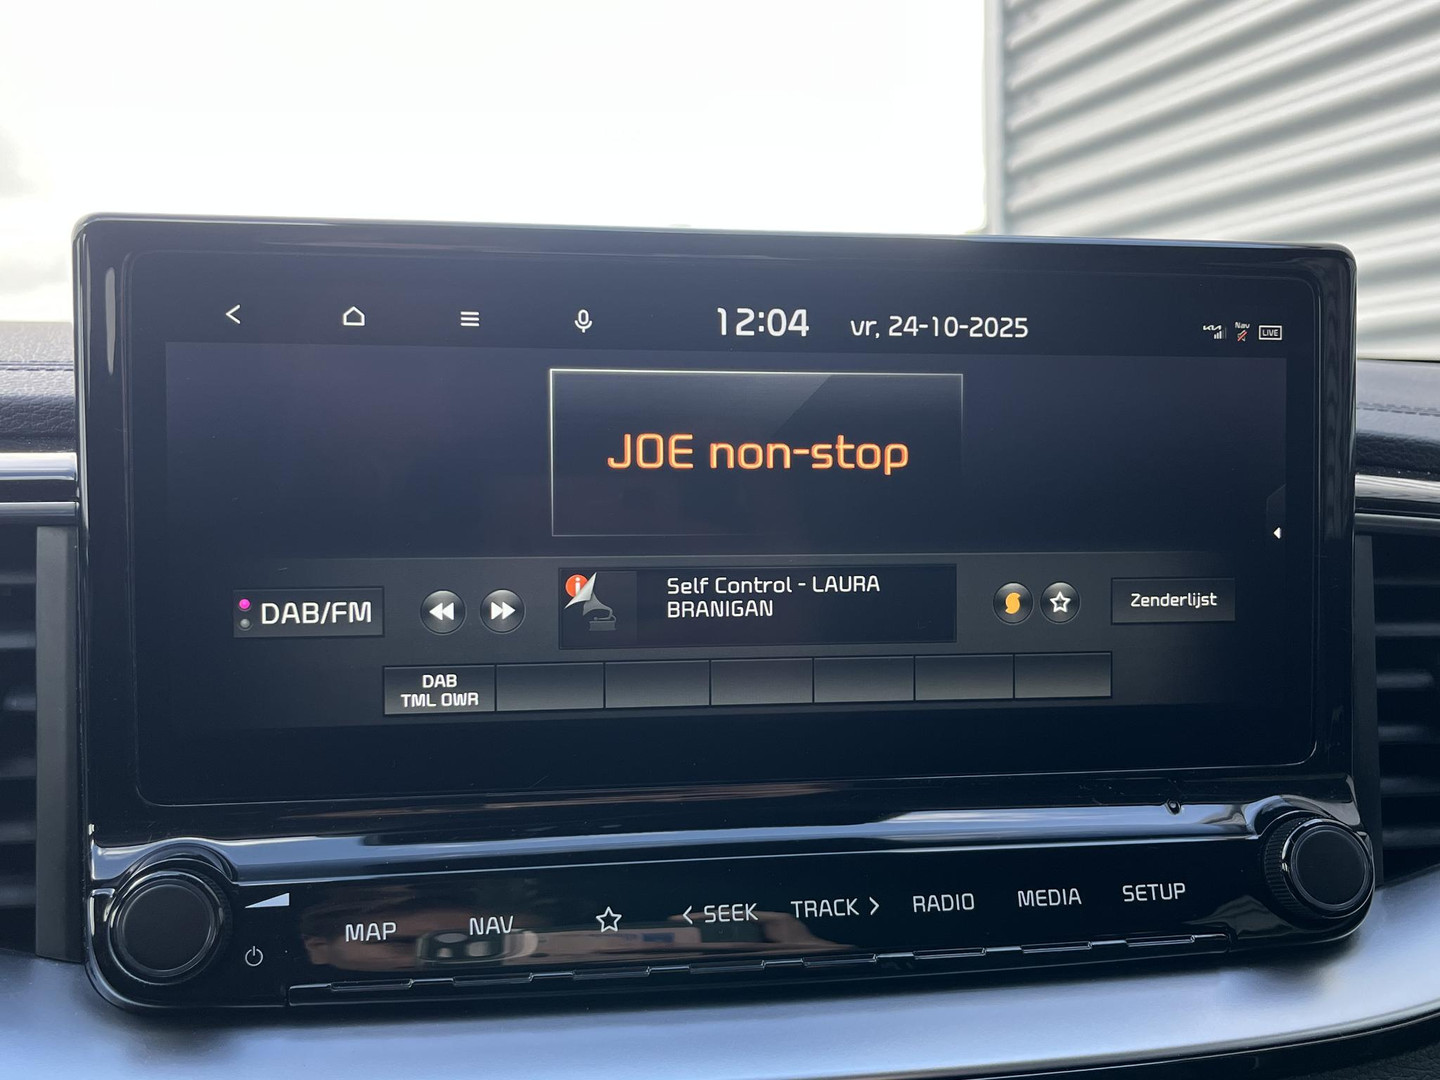 12:04 vr, 24-10-2025 KIA Nav LIVE
JOE non-stop
DAB/FM
i
Self Control - LAURA
BRANIGAN
Zenderlijst
DAB
TML OWR
MAP NAV SEEK TRACK RADIO MEDIA SETUP